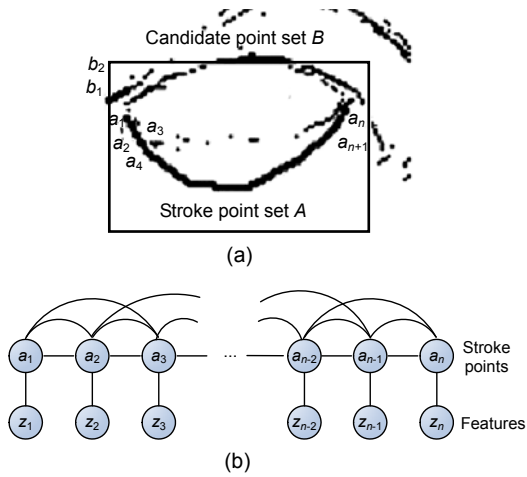 Candidate point set B
b2
b1
a1 a3 an
a2 an+1
a4
Stroke point set A
(a)
a1 a2 a3 ... an-2 an-1 an Stroke points
z1 z2 z3 zn-2 zn-1 zn Features
(b)